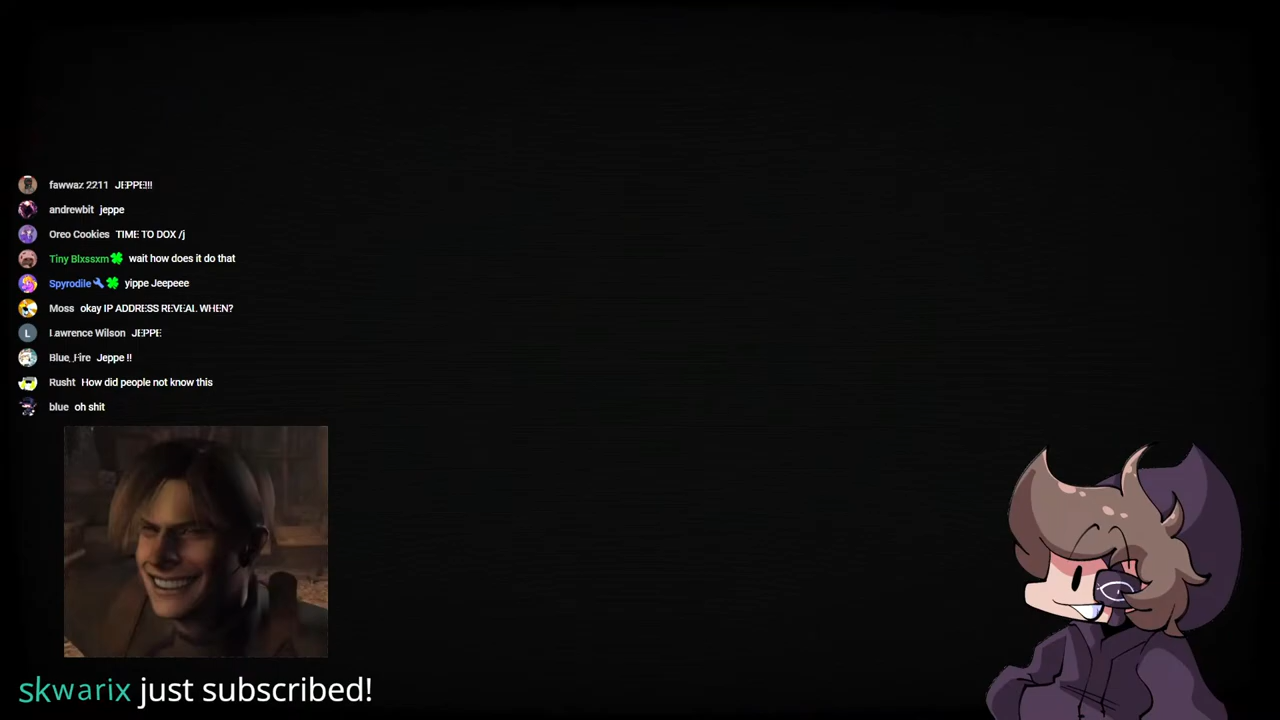 fawwaz 2211 JEPPE!!!
andrewbit jeppe
Oreo Cookies TIME TO DOX /j
Tiny Blxssxm🍀 wait how does it do that
Spyrodile🔧🍀 yippe Jeepeee
Moss okay IP ADDRESS REVEAL WHEN?
L Lawrence Wilson JEPPE
Blue_Fire Jeppe !!
Rusht How did people not know this
blue oh shit
skwarix just subscribed!